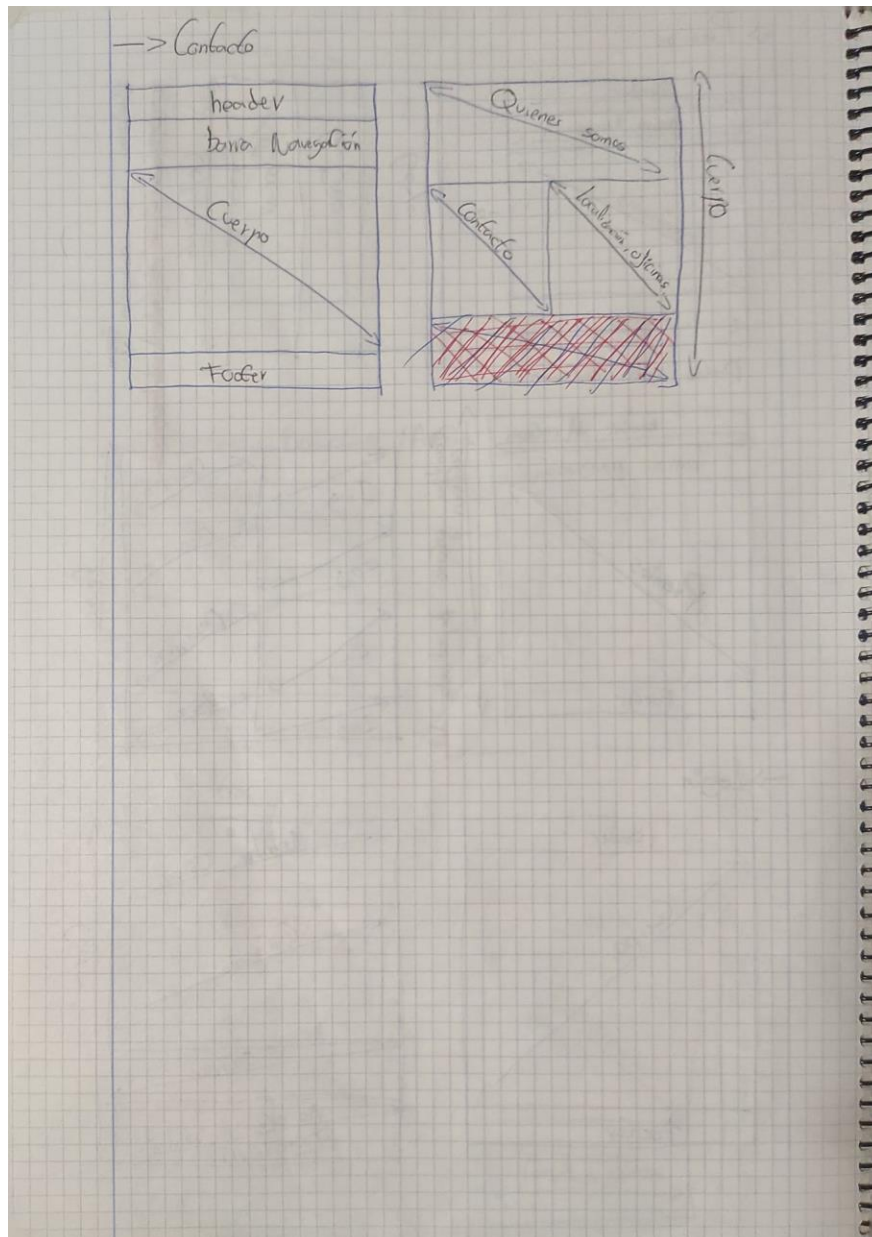 —> Contacto
header
barra Navegación
Cuerpo
Footer
Quienes somos
Contacto
localización, oficinas
Cuerpo